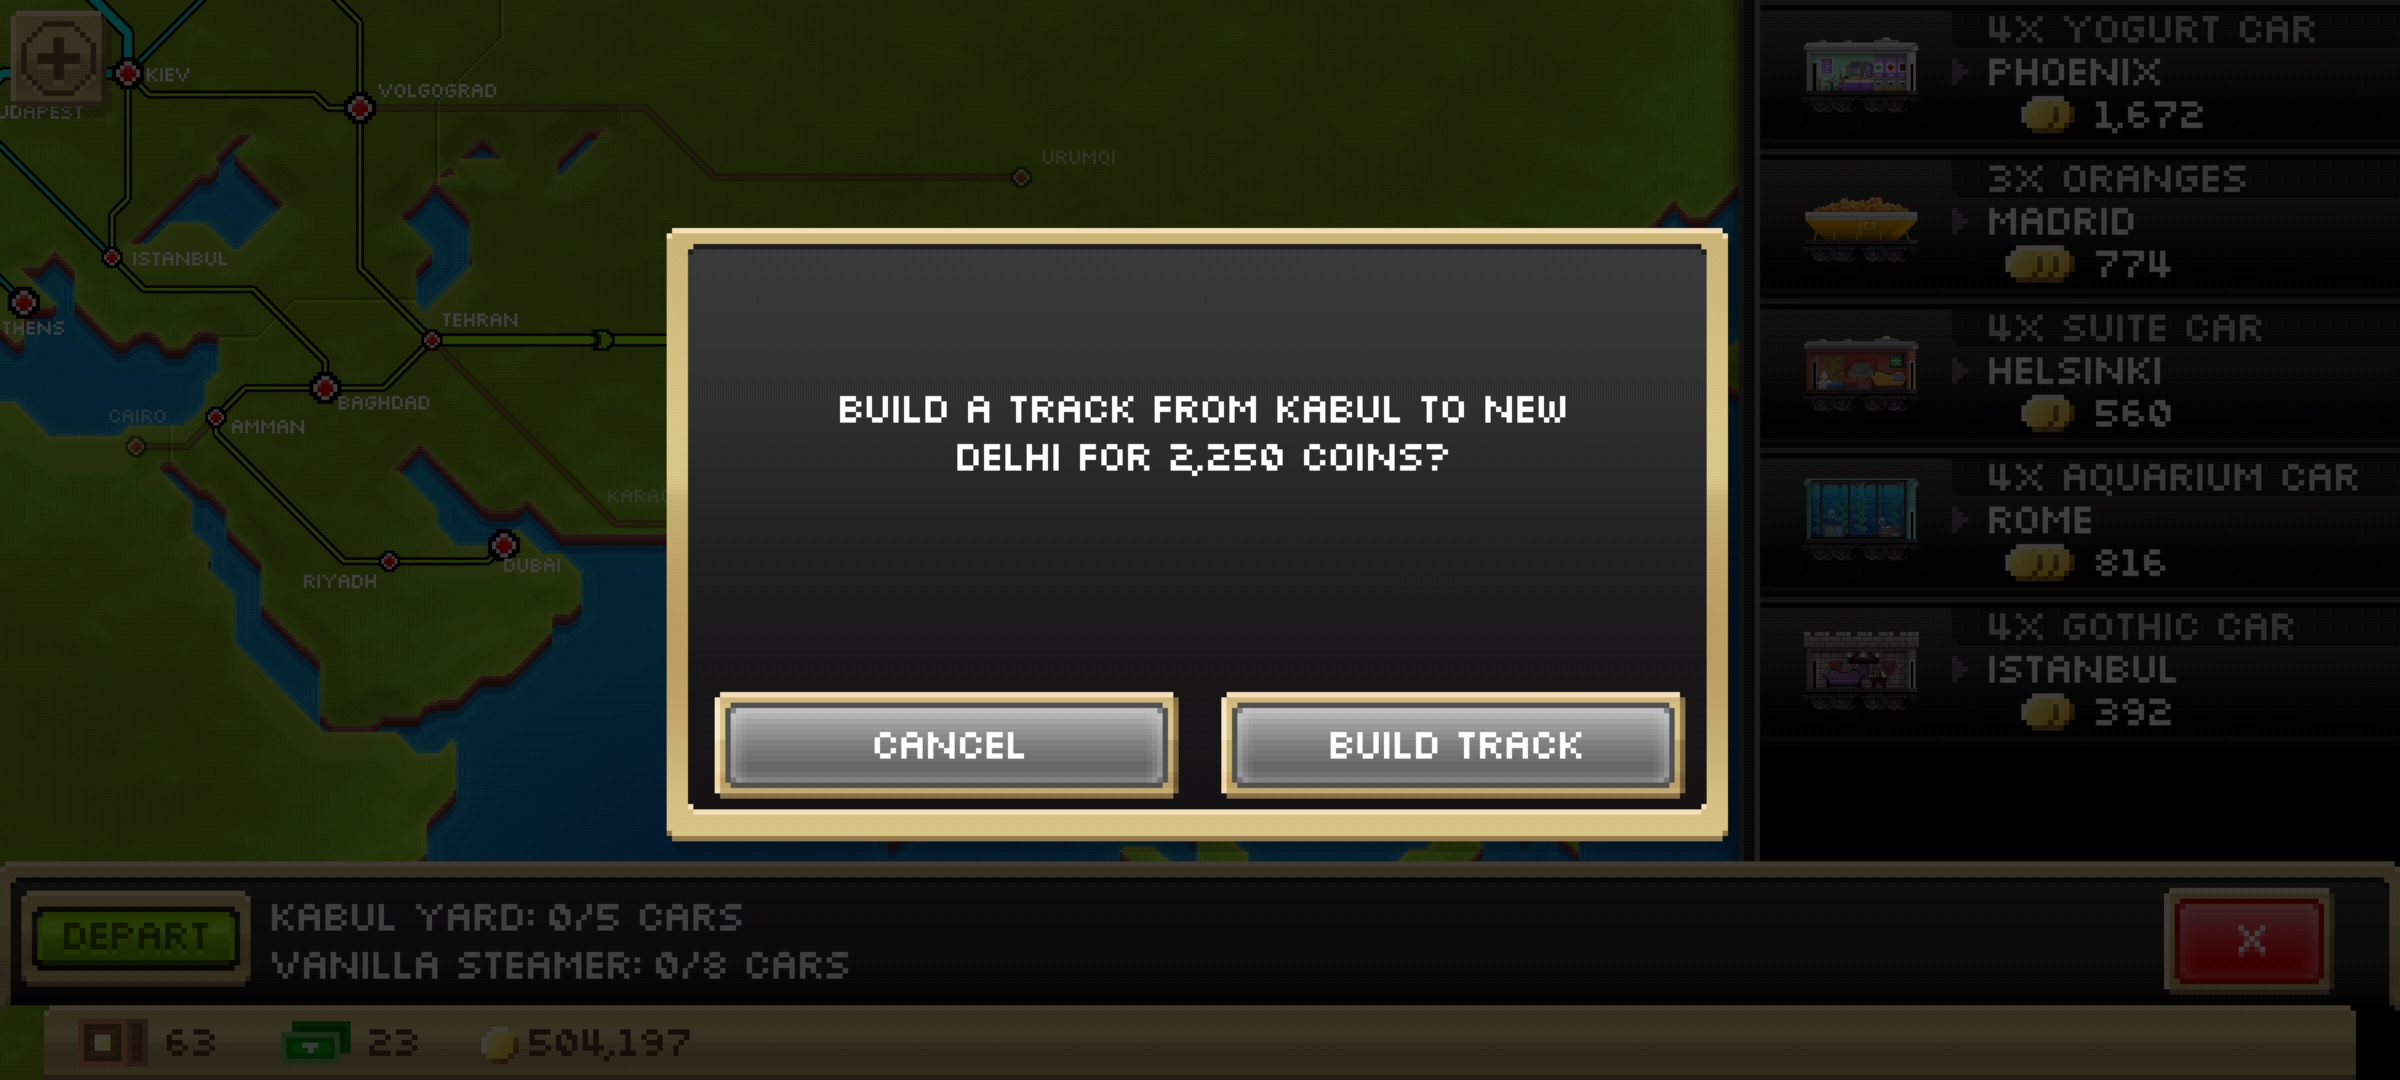 KIEV
VOLGOGRAD
UDAPEST
URUMQI
ISTANBUL
THENS
TEHRAN
BAGHDAD
CAIRO
AMMAN
KARAC
RIYADH
DUBAI
BUILD A TRACK FROM KABUL TO NEW
DELHI FOR 2,250 COINS?
CANCEL
BUILD TRACK
4X YOGURT CAR
PHOENIX
1,672
3X ORANGES
MADRID
774
4X SUITE CAR
HELSINKI
560
4X AQUARIUM CAR
ROME
816
4X GOTHIC CAR
ISTANBUL
392
DEPART
KABUL YARD: 0/5 CARS
VANILLA STEAMER: 0/8 CARS
X
63
23
504,197